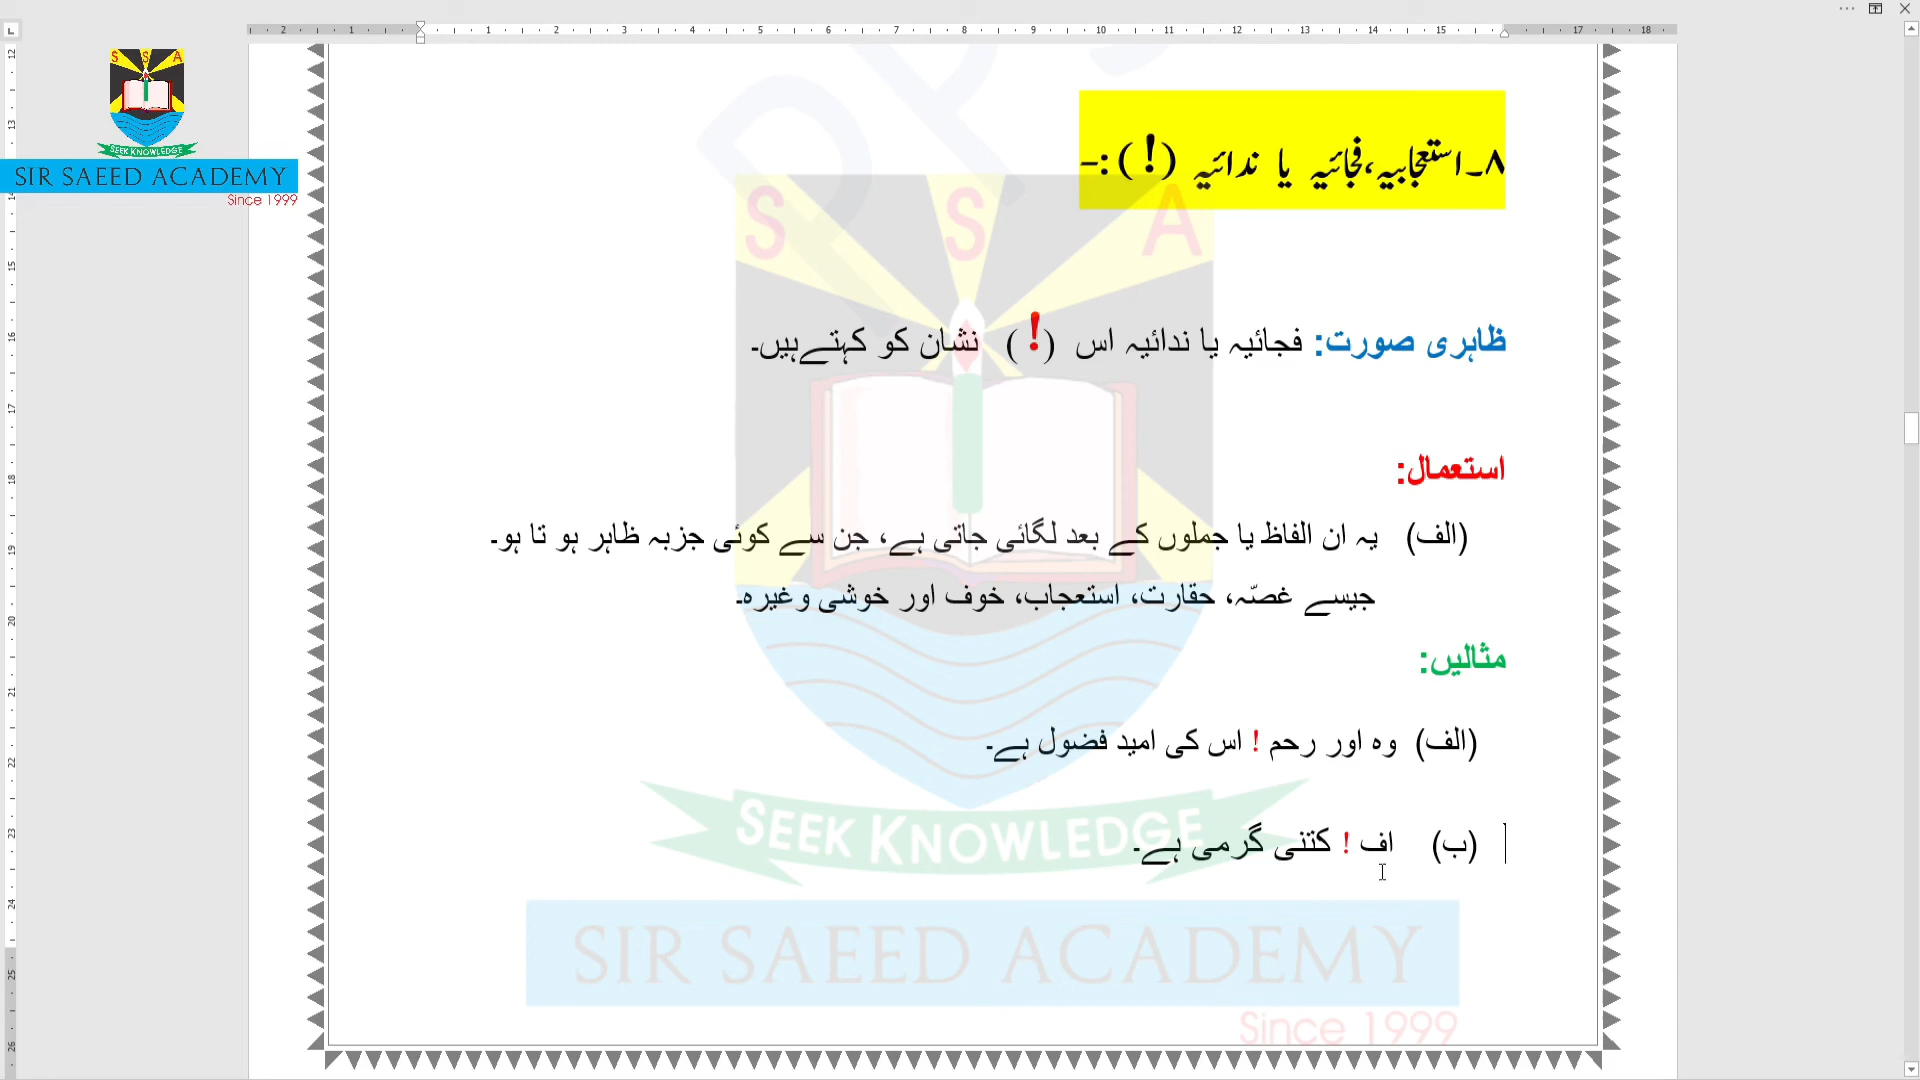 S S A
SEEK KNOWLEDGE
SIR SAEED ACADEMY
Since 1999
۸۔استعجابیہ،فجائیہ یا ندائیہ (!):-
ظاہری صورت: فجائیہ یا ندائیہ اس (!) نشان کو کہتےہیں۔
استعمال:
(الف) یہ ان الفاظ یا جملوں کے بعد لگائی جاتی ہے، جن سے کوئی جزبہ ظاہر ہو تا ہو۔
جیسے غصّہ، حقارت، استعجاب، خوف اور خوشی وغیرہ۔
مثالیں:
(الف) وہ اور رحم ! اس کی امید فضول ہے۔
(ب) اف ! کتنی گرمی ہے۔
S S A
SEEK KNOWLEDGE
SIR SAEED ACADEMY
Since 1999